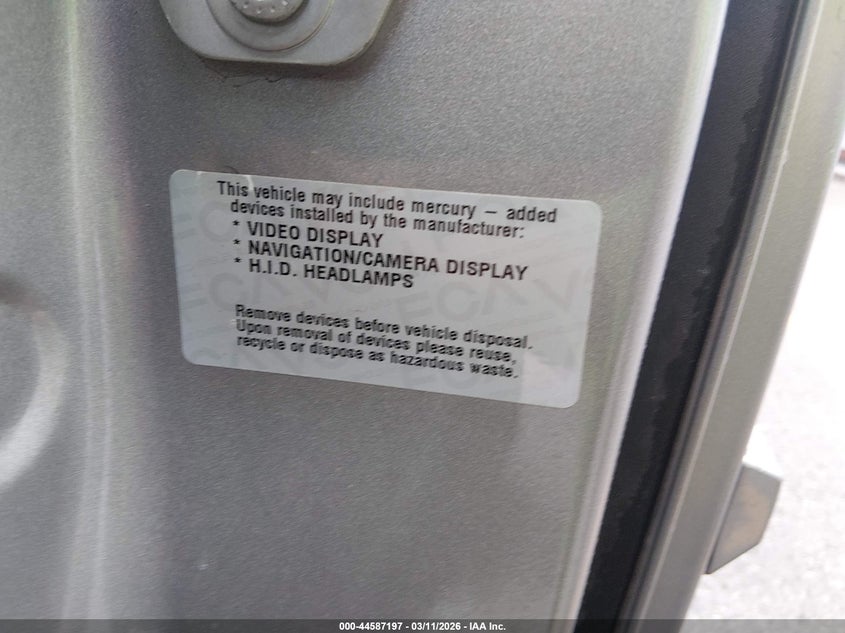 This vehicle may include mercury — added
devices installed by the manufacturer:
* VIDEO DISPLAY
* NAVIGATION/CAMERA DISPLAY
* H.I.D. HEADLAMPS
Remove devices before vehicle disposal.
Upon removal of devices please reuse,
recycle or dispose as hazardous waste.
000-44587197 - 03/11/2026 - IAA Inc.